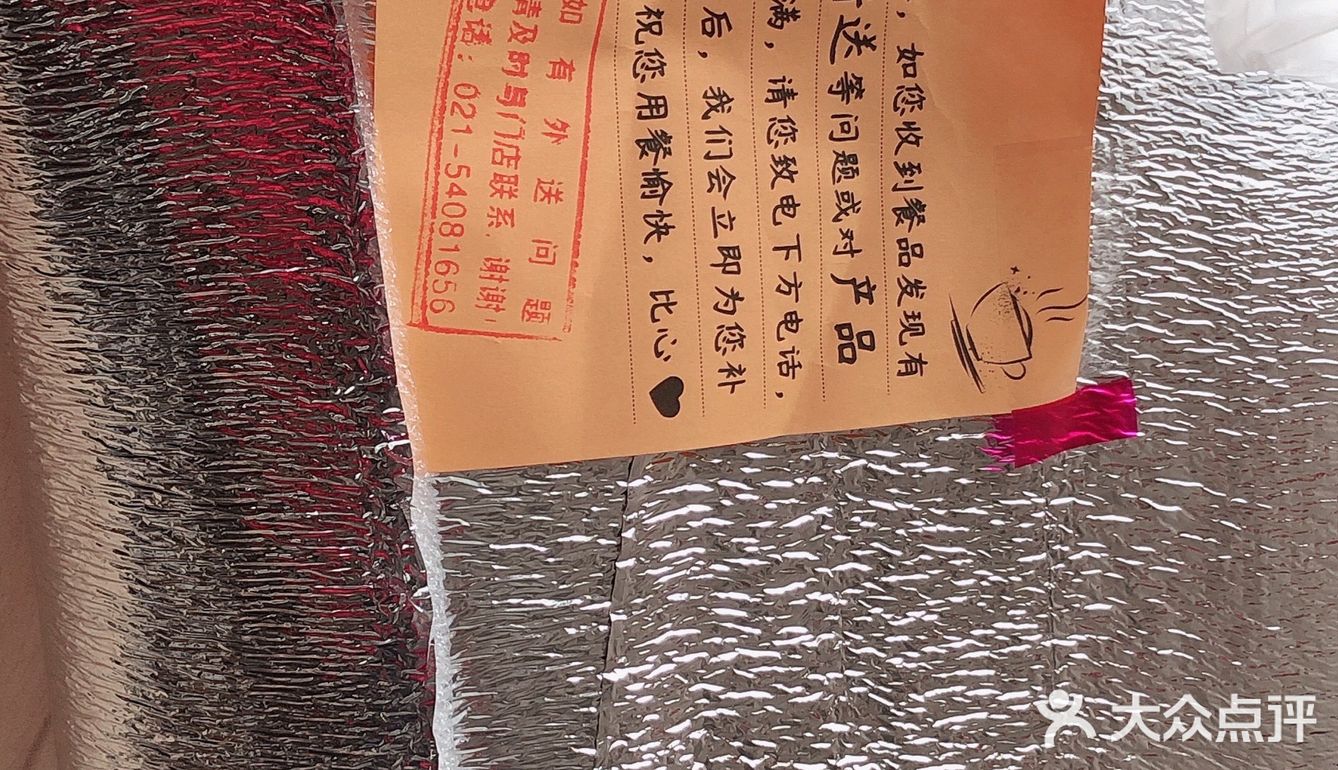 ，如您收到餐品发现有
送等问题或对产品
满，请您致电下方电话，
后，我们会立即为您补
祝您用餐愉快，比心
如有外送问题
请及时与门店联系 谢谢！
电话：021-54081656
大众点评